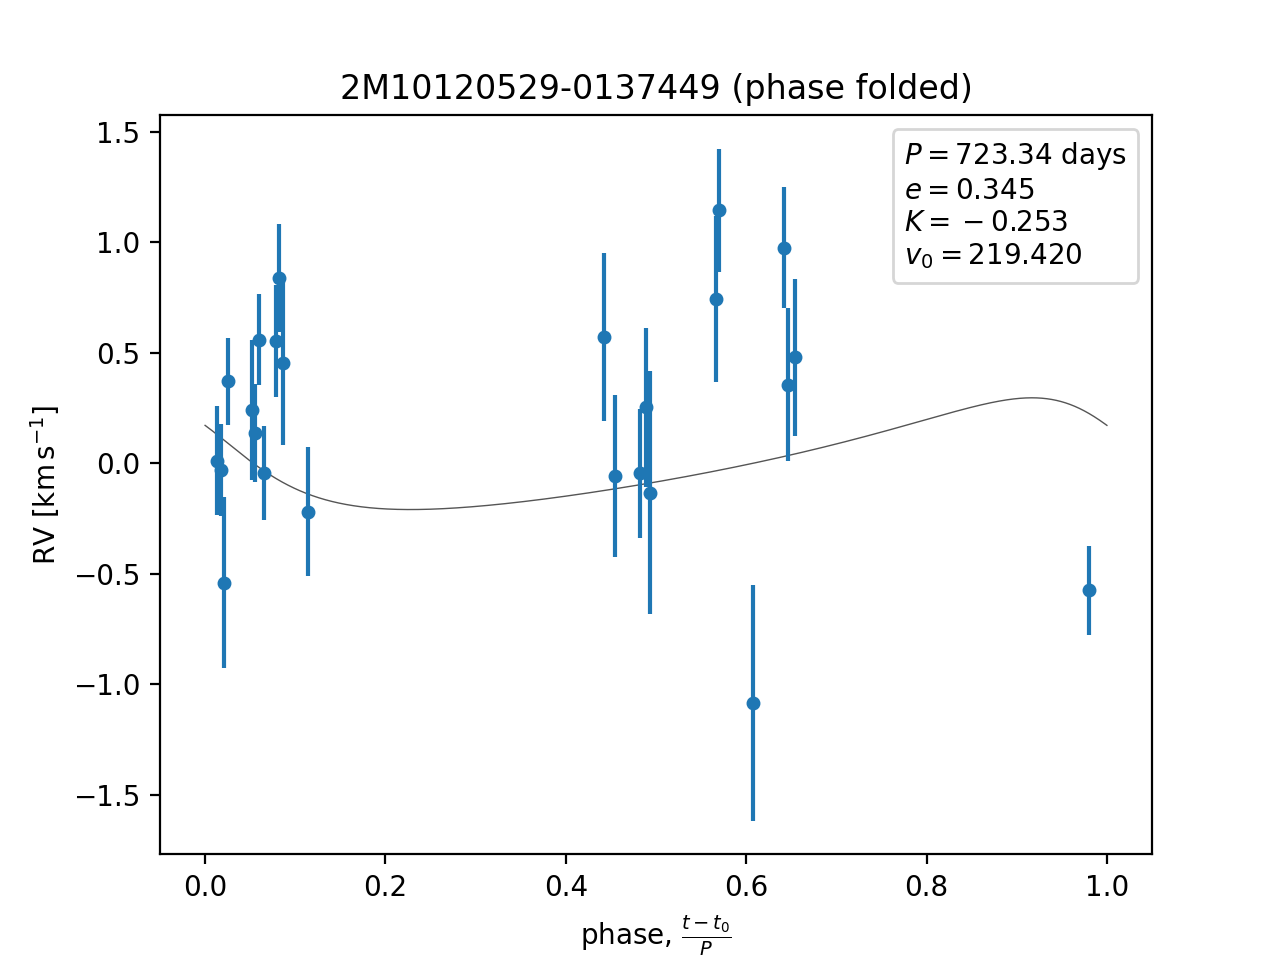 2M10120529-0137449 (phase folded)
P = 723.34 days
e = 0.345
K = −0.253
v₀ = 219.420
RV [km s⁻¹]
1.5
1.0
0.5
0.0
−0.5
−1.0
−1.5
0.0 0.2 0.4 0.6 0.8 1.0
phase, (t − t₀)/P